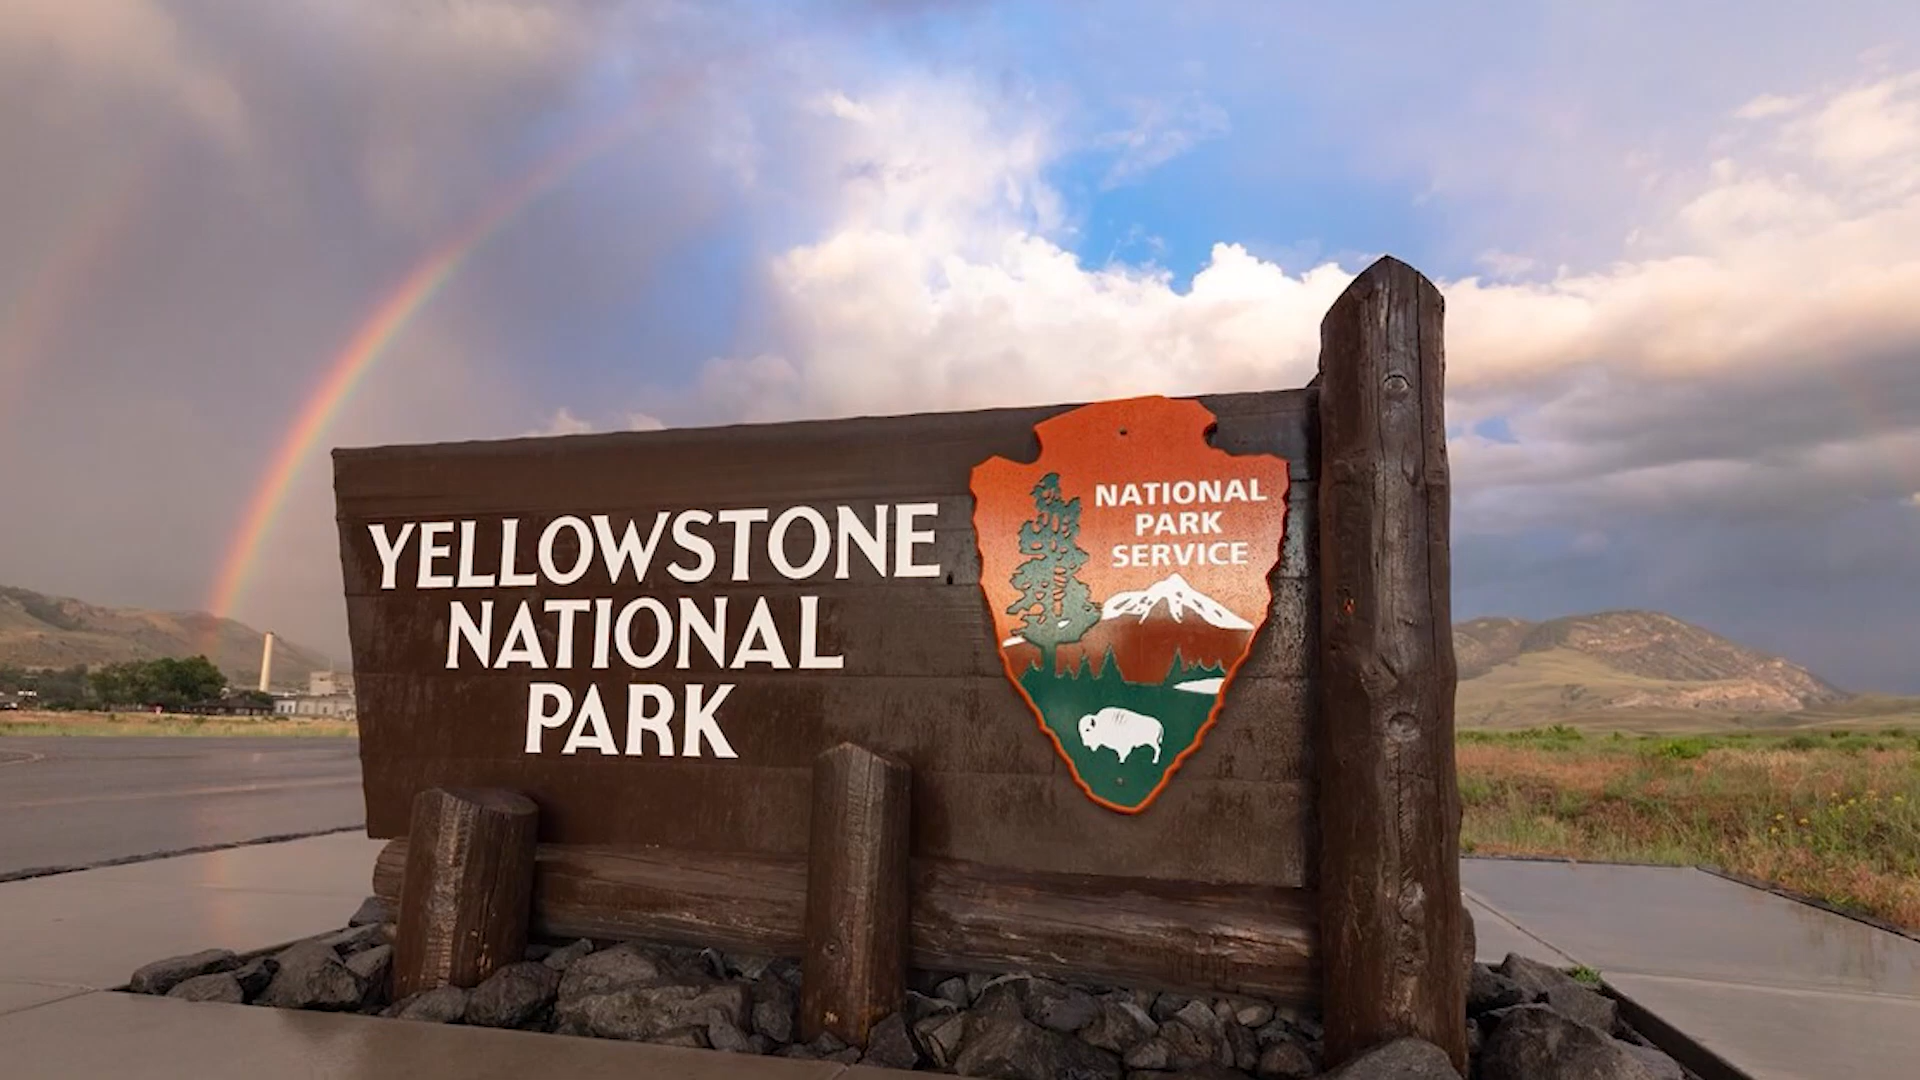 YELLOWSTONE
NATIONAL
PARK
NATIONAL
PARK
SERVICE